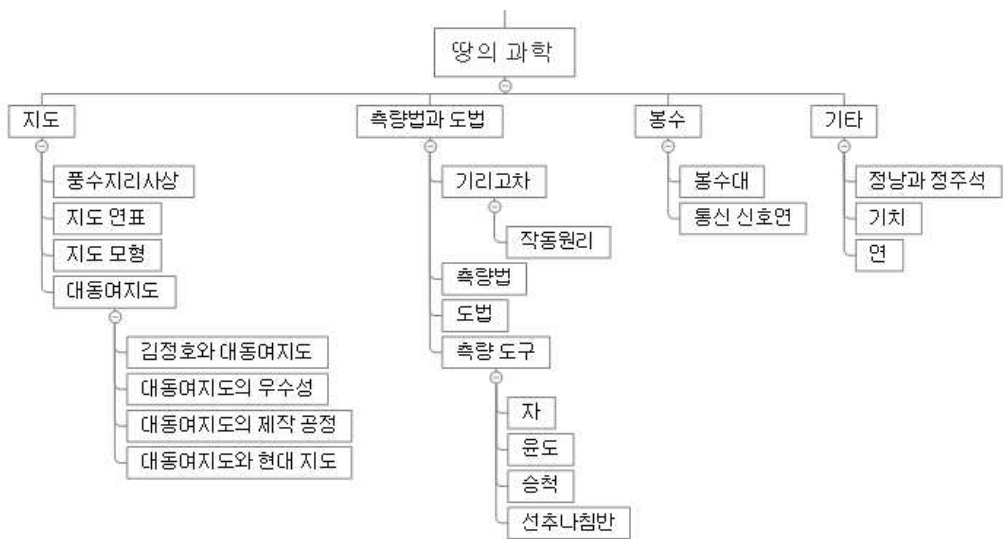 땅의 과학
지도
측량법과 도법
봉수
기타
풍수지리사상
지도 연표
지도 모형
대동여지도
김정호와 대동여지도
대동여지도의 우수성
대동여지도의 제작 공정
대동여지도와 현대 지도
기리고차
작동원리
측량법
도법
측량 도구
자
윤도
승척
선추나침반
봉수대
통신 신호연
정낭과 정주석
기치
연